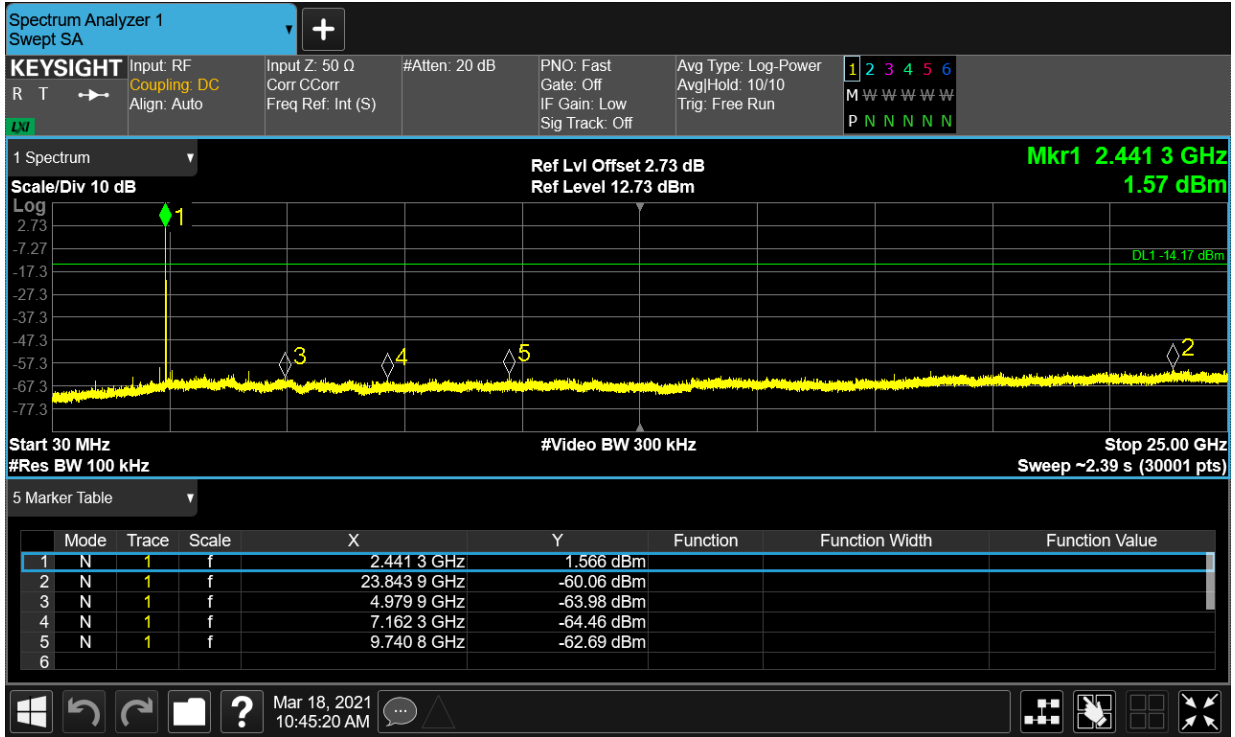 Spectrum Analyzer 1
Swept SA
KEYSIGHT
R T
LXI
Input: RF
Coupling: DC
Align: Auto
Input Z: 50 Ω
Corr CCorr
Freq Ref: Int (S)
#Atten: 20 dB
PNO: Fast
Gate: Off
IF Gain: Low
Sig Track: Off
Avg Type: Log-Power
Avg|Hold: 10/10
Trig: Free Run
1 2 3 4 5 6
M W W W W W
P N N N N N
1 Spectrum
Scale/Div 10 dB
Ref Lvl Offset 2.73 dB
Ref Level 12.73 dBm
Mkr1 2.441 3 GHz
1.57 dBm
Log
2.73
-7.27
-17.3
-27.3
-37.3
-47.3
-57.3
-67.3
-77.3
1
DL1 -14.17 dBm
3
4
5
2
Start 30 MHz
#Res BW 100 kHz
#Video BW 300 kHz
Stop 25.00 GHz
Sweep ~2.39 s (30001 pts)
5 Marker Table
Mode Trace Scale X Y Function Function Width Function Value
1 N 1 f 2.441 3 GHz 1.566 dBm
2 N 1 f 23.843 9 GHz -60.06 dBm
3 N 1 f 4.979 9 GHz -63.98 dBm
4 N 1 f 7.162 3 GHz -64.46 dBm
5 N 1 f 9.740 8 GHz -62.69 dBm
6
?
Mar 18, 2021
10:45:20 AM